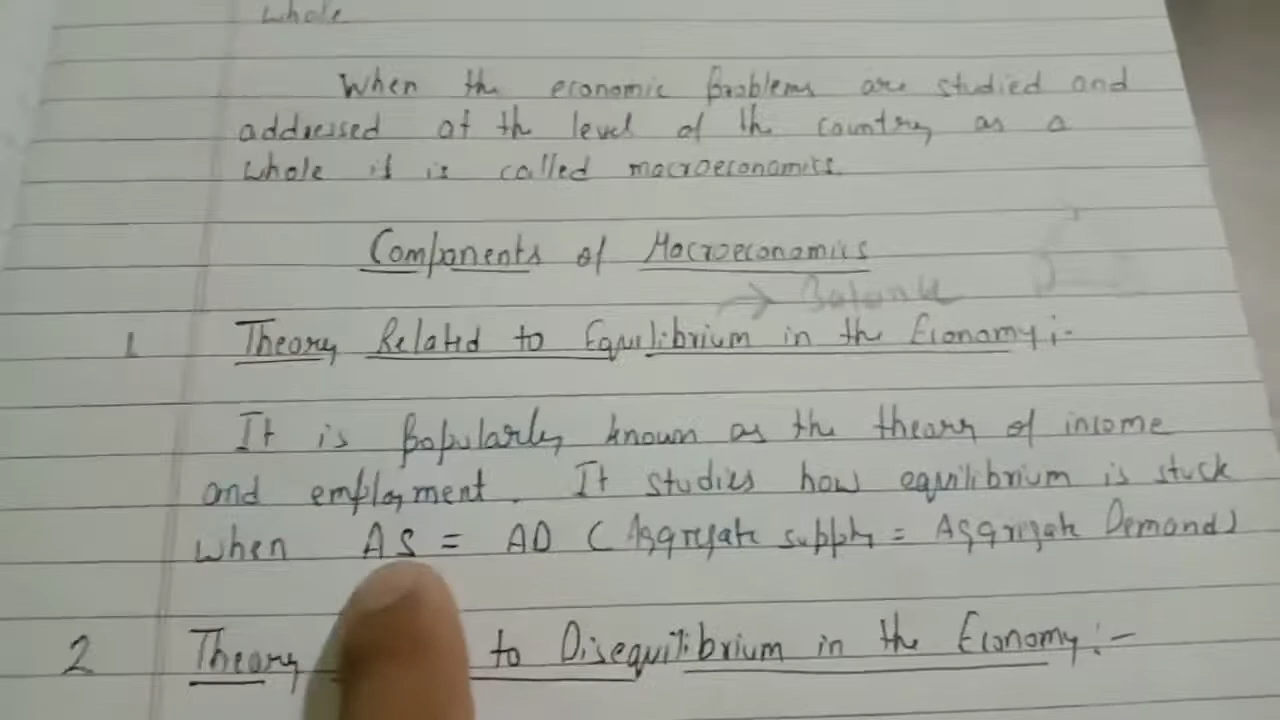 whole
When the economic problems are studied and
addressed at the level of the country as a
whole it is called macroeconomics.
Components of Macroeconomics
→ Balance
1 Theory Related to Equilibrium in the Economy:-
It is popularly known as the theory of income
and employment. It studies how equilibrium is stuck
when AS = AD (Aggregate supply = Aggregate Demand)
2 Theory to Disequilibrium in the Economy:-